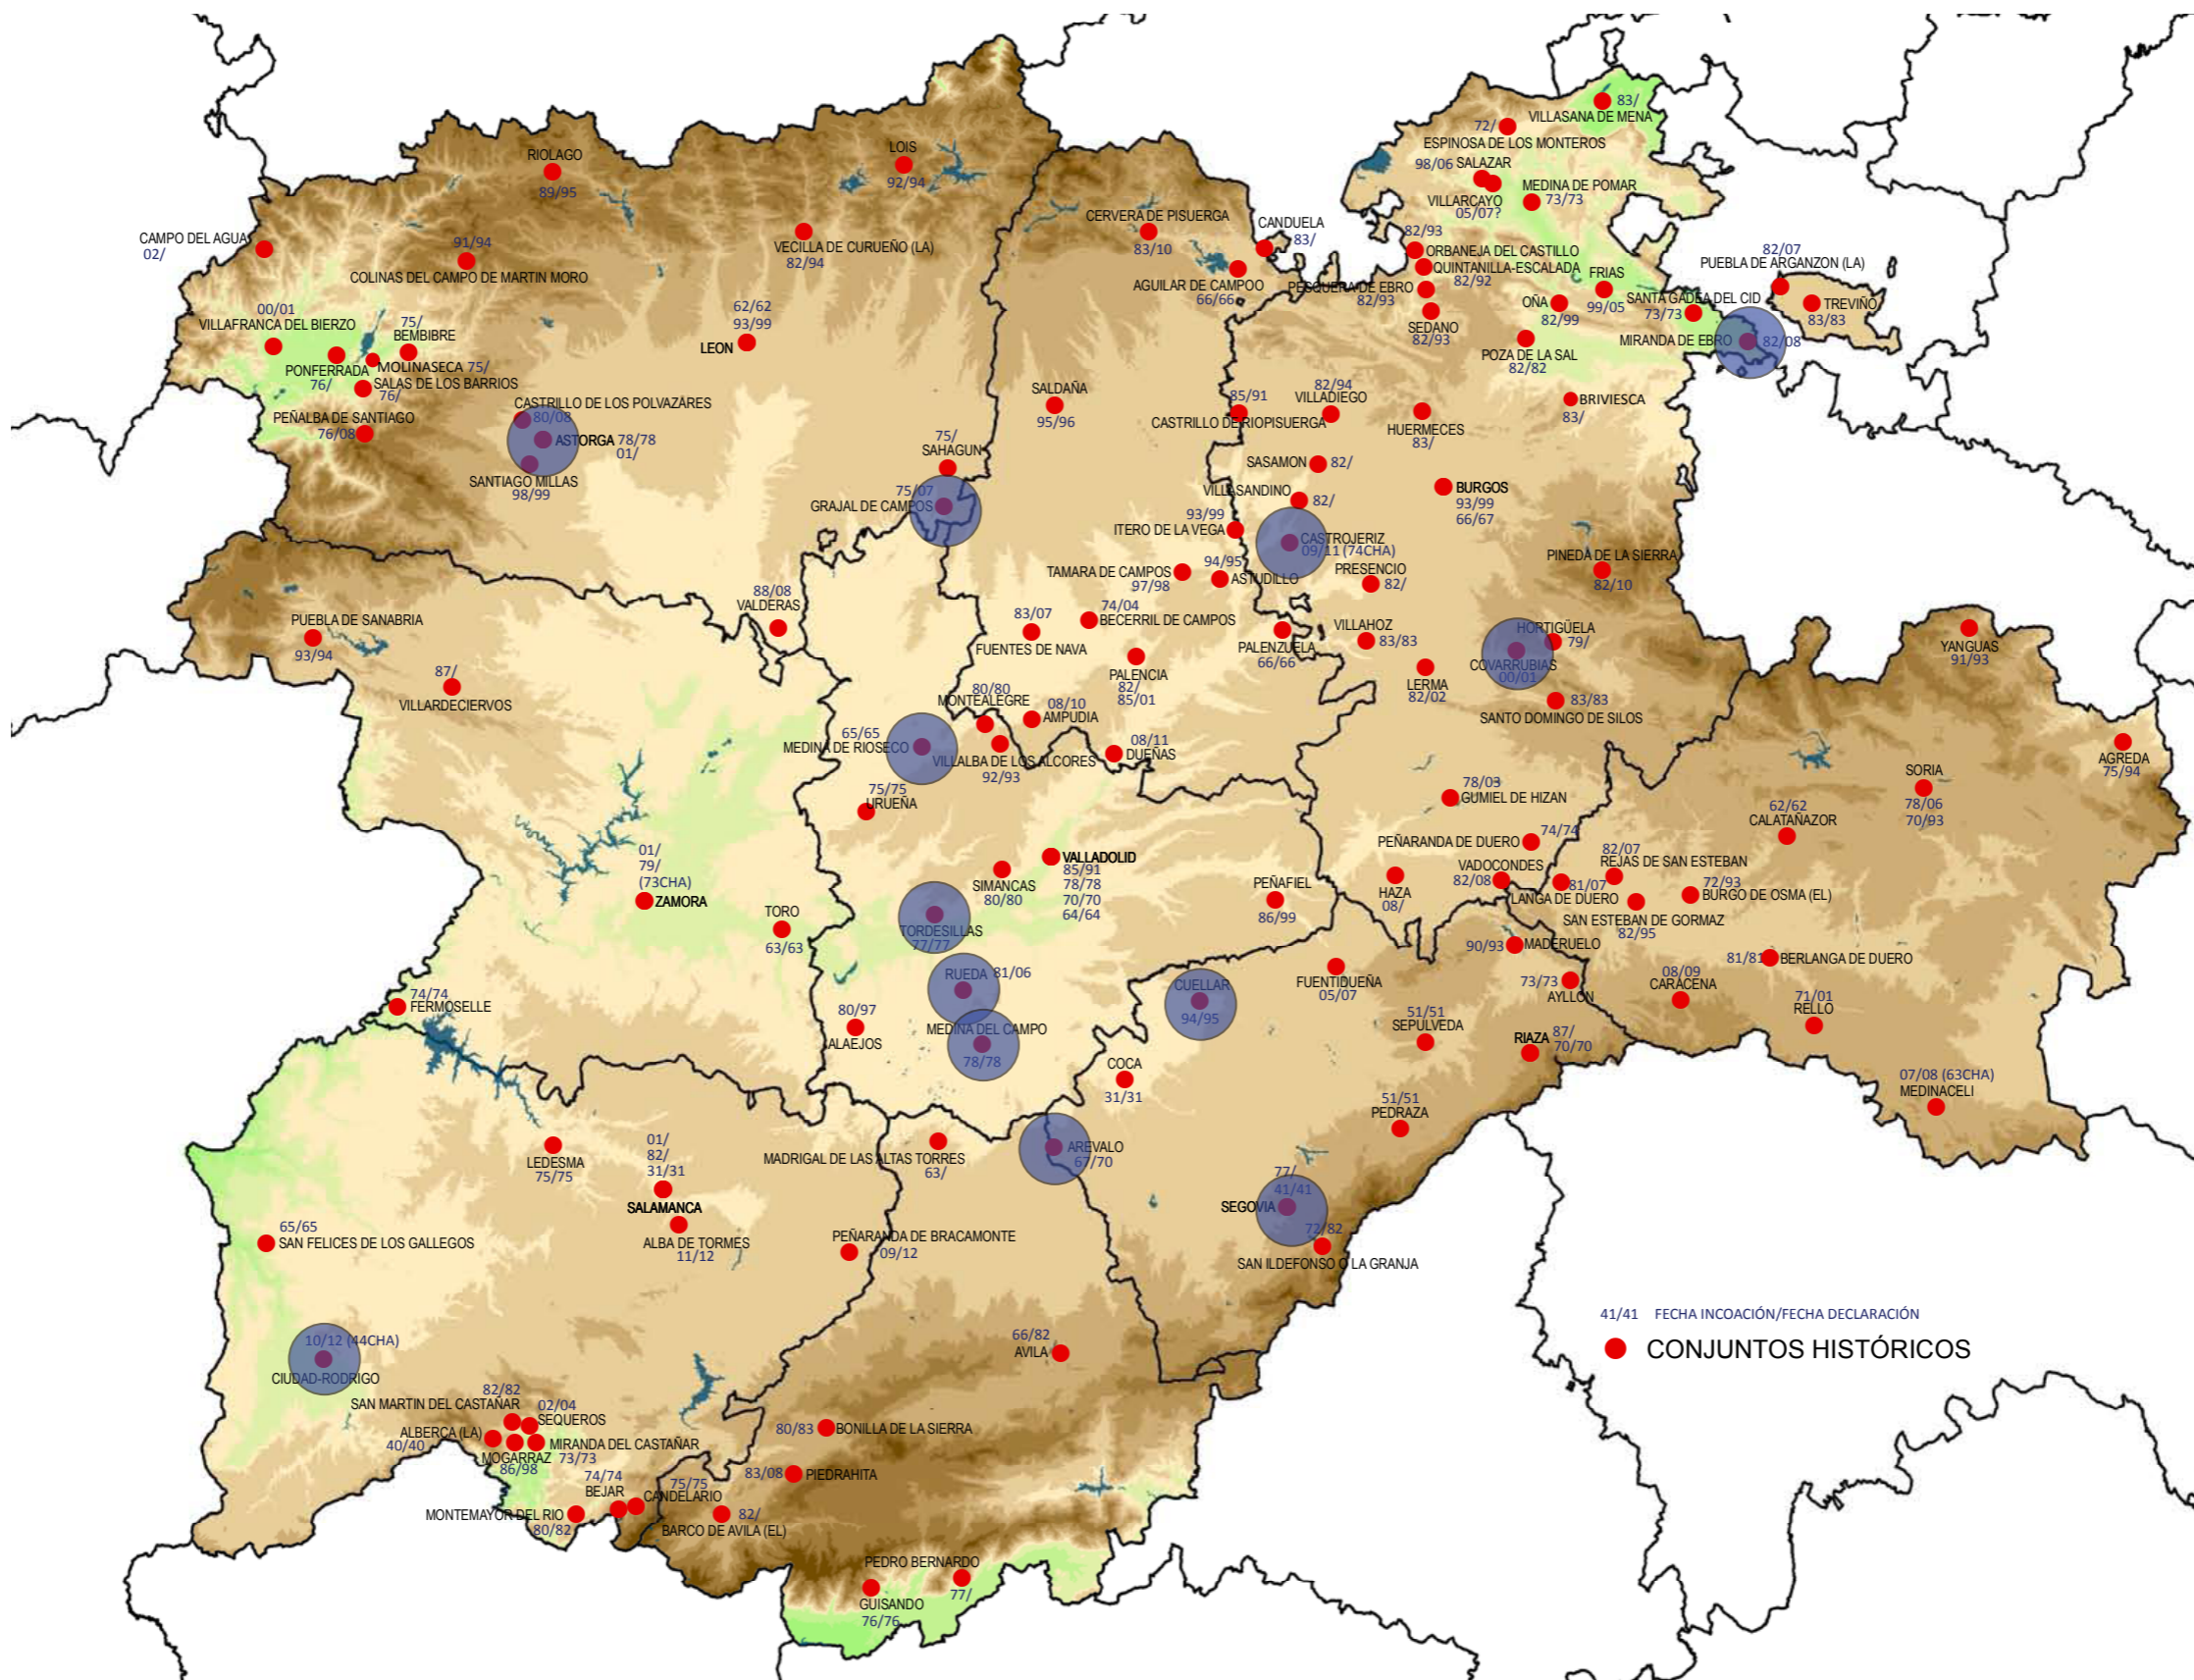 83/
VILLASANA DE MENA
72/
ESPINOSA DE LOS MONTEROS
RIOLAGO
89/95
LOIS
92/94
98/06 SALAZAR
MEDINA DE POMAR
73/73
VILLARCAYO
05/07?
CERVERA DE PISUERGA
83/10
CANDUELA
83/
CAMPO DEL AGUA
02/
91/94
COLINAS DEL CAMPO DE MARTIN MORO
VECILLA DE CURUEÑO (LA)
82/94
82/93
ORBANEJA DEL CASTILLO
QUINTANILLA-ESCALADA
82/92
82/07
PUEBLA DE ARGANZON (LA)
AGUILAR DE CAMPOO
66/66
PESQUERA DE EBRO
82/93
FRIAS
99/05
OÑA
82/99
SANTA GADEA DEL CID
73/73
TREVIÑO
83/83
SEDANO
82/93
MIRANDA DE EBRO
82/08
POZA DE LA SAL
82/82
00/01
VILLAFRANCA DEL BIERZO
75/
BEMBIBRE
62/62
93/99
LEON
PONFERRADA
76/
MOLINASECA 75/
SALAS DE LOS BARRIOS
76/
PEÑALBA DE SANTIAGO
76/08
CASTRILLO DE LOS POLVAZARES
80/08
ASTORGA 78/78
01/
SANTIAGO MILLAS
98/99
SALDAÑA
95/96
85/91
CASTRILLO DE RIOPISUERGA
82/94
VILLADIEGO
HUERMECES
83/
BRIVIESCA
83/
75/
SAHAGUN
SASAMON
82/
75/07
GRAJAL DE CAMPOS
VILLASANDINO
82/
BURGOS
93/99
66/67
93/99
ITERO DE LA VEGA
CASTROJERIZ
09/11 (74CHA)
PINEDA DE LA SIERRA
82/10
TAMARA DE CAMPOS
97/98
94/95
ASTUDILLO
PRESENCIO
82/
88/08
VALDERAS
83/07
FUENTES DE NAVA
74/04
BECERRIL DE CAMPOS
PUEBLA DE SANABRIA
93/94
PALENZUELA
66/66
VILLAHOZ
83/83
HORTIGÜELA
79/
COVARRUBIAS
00/01
YANGUAS
91/93
PALENCIA
82/
85/01
LERMA
82/02
87/
VILLARDECIERVOS
80/80
MONTEALEGRE
08/10
AMPUDIA
83/83
SANTO DOMINGO DE SILOS
65/65
MEDINA DE RIOSECO
VILLALBA DE LOS ALCORES
92/93
08/11
DUEÑAS
AGREDA
75/94
75/75
URUEÑA
78/03
GUMIEL DE HIZAN
SORIA
78/06
70/93
62/62
CALATAÑAZOR
PEÑARANDA DE DUERO
74/74
VALLADOLID
85/91
78/78
70/70
64/64
01/
79/
(73CHA)
ZAMORA
SIMANCAS
80/80
PEÑAFIEL
86/99
HAZA
08/
VADOCONDES
82/08
82/07
REJAS DE SAN ESTEBAN
81/07
LANGA DE DUERO
72/93
BURGO DE OSMA (EL)
SAN ESTEBAN DE GORMAZ
82/95
TORO
63/63
TORDESILLAS
77/77
90/93
MADERUELO
81/81
BERLANGA DE DUERO
RUEDA 81/06
FUENTIDUEÑA
05/07
73/73
AYLLON
08/09
CARACENA
CUELLAR
94/95
71/01
RELLO
74/74
FERMOSELLE
80/97
ALAEJOS
MEDINA DEL CAMPO
78/78
51/51
SEPULVEDA
87/
70/70
RIAZA
COCA
31/31
07/08 (63CHA)
MEDINACELI
51/51
PEDRAZA
LEDESMA
75/75
01/
82/
31/31
SALAMANCA
MADRIGAL DE LAS ALTAS TORRES
63/
AREVALO
67/70
77/
41/41
SEGOVIA
ALBA DE TORMES
11/12
65/65
SAN FELICES DE LOS GALLEGOS
PEÑARANDA DE BRACAMONTE
09/12
72/82
SAN ILDEFONSO O LA GRANJA
41/41 FECHA INCOACIÓN/FECHA DECLARACIÓN
CONJUNTOS HISTÓRICOS
10/12 (44CHA)
CIUDAD-RODRIGO
66/82
AVILA
82/82
SAN MARTIN DEL CASTAÑAR
02/04
SEQUEROS
ALBERCA (LA)
40/40
MOGARRAZ
86/98
MIRANDA DEL CASTAÑAR
73/73
80/83
BONILLA DE LA SIERRA
83/08
PIEDRAHITA
74/74
BEJAR
75/75
CANDELARIO
MONTEMAYOR DEL RIO
80/82
82/
BARCO DE AVILA (EL)
PEDRO BERNARDO
77/
GUISANDO
76/76